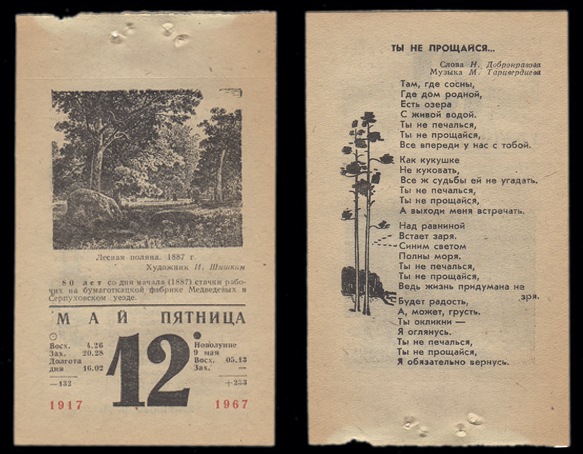 Лесная поляна. 1887 г.
Художник И. Шишкин
80 лет со дня начала (1887) стачки рабо-
чих на бумаготкацкой фабрике Медведевых в
Серпуховском уезде.
МАЙ ПЯТНИЦА
Восх. 4.26
Зах. 20.28
Долгота
дня 16.02
—132
12
Новолуние
9 мая
Восх. 05.13
Зах. —
+233
1917
1967
ТЫ НЕ ПРОЩАЙСЯ...
Слова Н. Добронравова
Музыка М. Таривердиева
Там, где сосны,
Где дом родной,
Есть озера
С живой водой.
Ты не печалься,
Ты не прощайся,
Все впереди у нас с тобой.
Как кукушке
Не куковать,
Все ж судьбы ей не угадать.
Ты не печалься,
Ты не прощайся,
А выходи меня встречать.
Над равниной
Встает заря.
Синим светом
Полны моря.
Ты не печалься,
Ты не прощайся,
Ведь жизнь придумана не
зря.
Будет радость,
А, может, грусть.
Ты окликни —
Я оглянусь.
Ты не печалься,
Ты не прощайся,
Я обязательно вернусь.